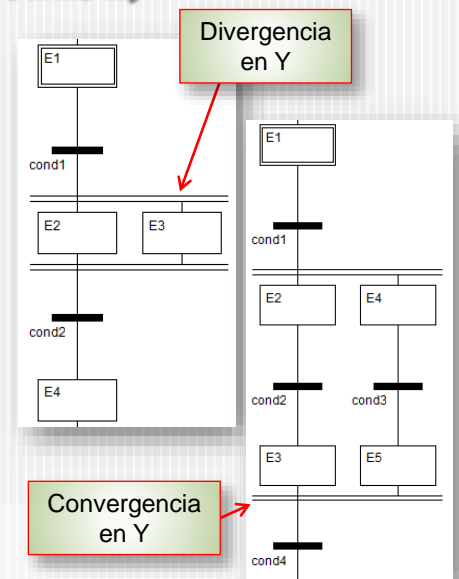 Divergencia
en Y
E1
cond1
E2
E3
cond2
E4
E1
cond1
E2
E4
cond2
cond3
E3
E5
cond4
Convergencia
en Y